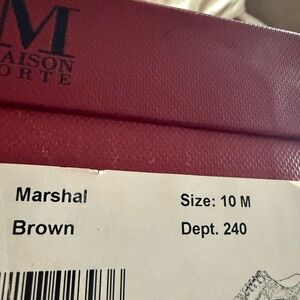 M
AISON
ORTE
Marshal
Size: 10 M
Brown
Dept. 240